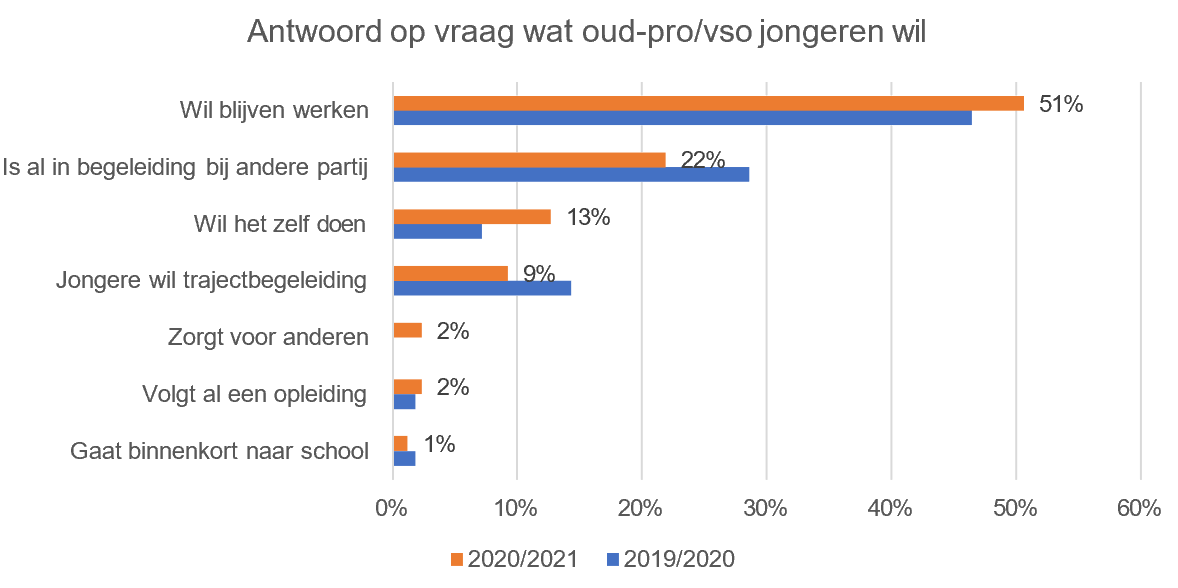 Antwoord op vraag wat oud-pro/vso jongeren wil
Wil blijven werken
51%
Is al in begeleiding bij andere partij
22%
Wil het zelf doen
13%
Jongere wil trajectbegeleiding
9%
Zorgt voor anderen
2%
Volgt al een opleiding
2%
Gaat binnenkort naar school
1%
0% 10% 20% 30% 40% 50% 60%
2020/2021 2019/2020